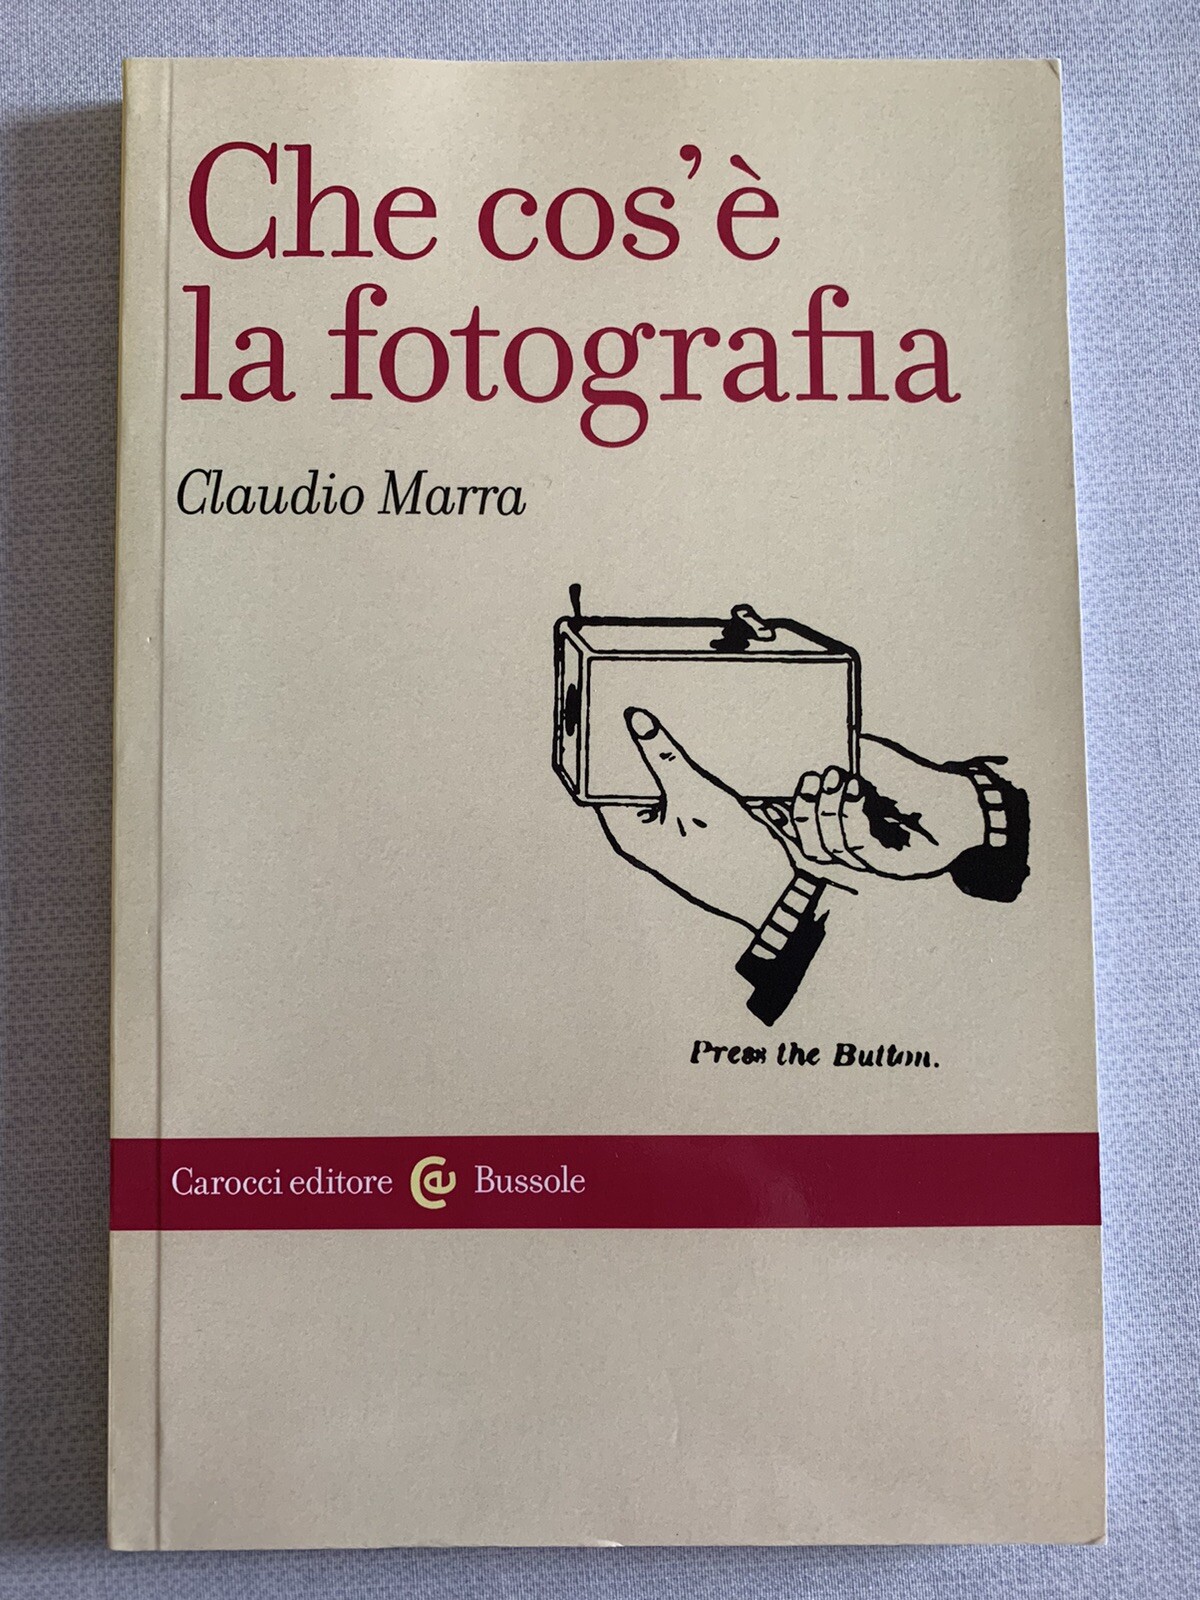 Che cos'è
la fotografia
Claudio Marra
Press the Button.
Carocci editore Bussole